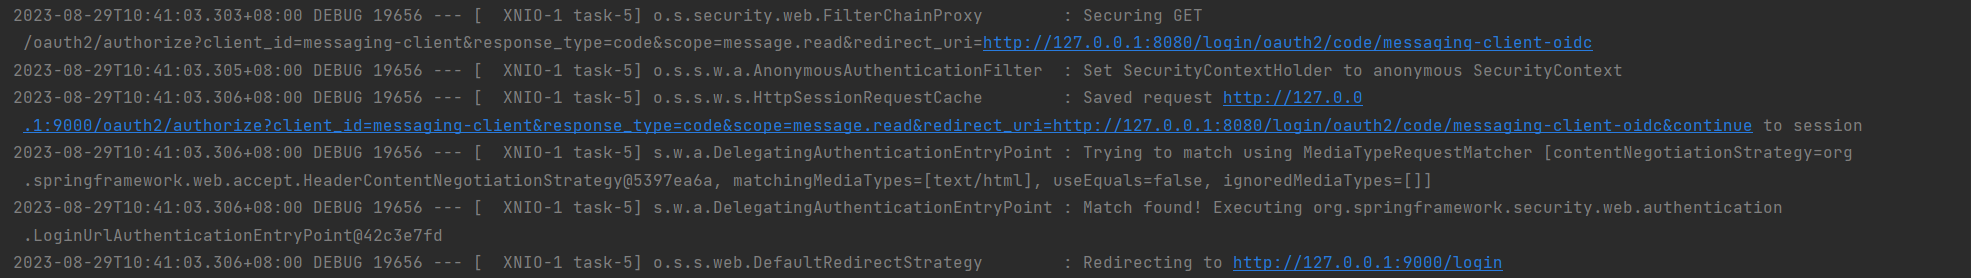 2023-08-29T10:41:03.303+08:00 DEBUG 19656 --- [  XNIO-1 task-5] o.s.security.web.FilterChainProxy        : Securing GET
/oauth2/authorize?client_id=messaging-client&response_type=code&scope=message.read&redirect_uri=http://127.0.0.1:8080/login/oauth2/code/messaging-client-oidc
2023-08-29T10:41:03.305+08:00 DEBUG 19656 --- [  XNIO-1 task-5] o.s.s.w.a.AnonymousAuthenticationFilter  : Set SecurityContextHolder to anonymous SecurityContext
2023-08-29T10:41:03.306+08:00 DEBUG 19656 --- [  XNIO-1 task-5] o.s.s.w.s.HttpSessionRequestCache        : Saved request http://127.0.0
.1:9000/oauth2/authorize?client_id=messaging-client&response_type=code&scope=message.read&redirect_uri=http://127.0.0.1:8080/login/oauth2/code/messaging-client-oidc&continue to session
2023-08-29T10:41:03.306+08:00 DEBUG 19656 --- [  XNIO-1 task-5] s.w.a.DelegatingAuthenticationEntryPoint : Trying to match using MediaTypeRequestMatcher [contentNegotiationStrategy=org
.springframework.web.accept.HeaderContentNegotiationStrategy@5397ea6a, matchingMediaTypes=[text/html], useEquals=false, ignoredMediaTypes=[]]
2023-08-29T10:41:03.306+08:00 DEBUG 19656 --- [  XNIO-1 task-5] s.w.a.DelegatingAuthenticationEntryPoint : Match found! Executing org.springframework.security.web.authentication
.LoginUrlAuthenticationEntryPoint@42c3e7fd
2023-08-29T10:41:03.306+08:00 DEBUG 19656 --- [  XNIO-1 task-5] o.s.s.web.DefaultRedirectStrategy        : Redirecting to http://127.0.0.1:9000/login